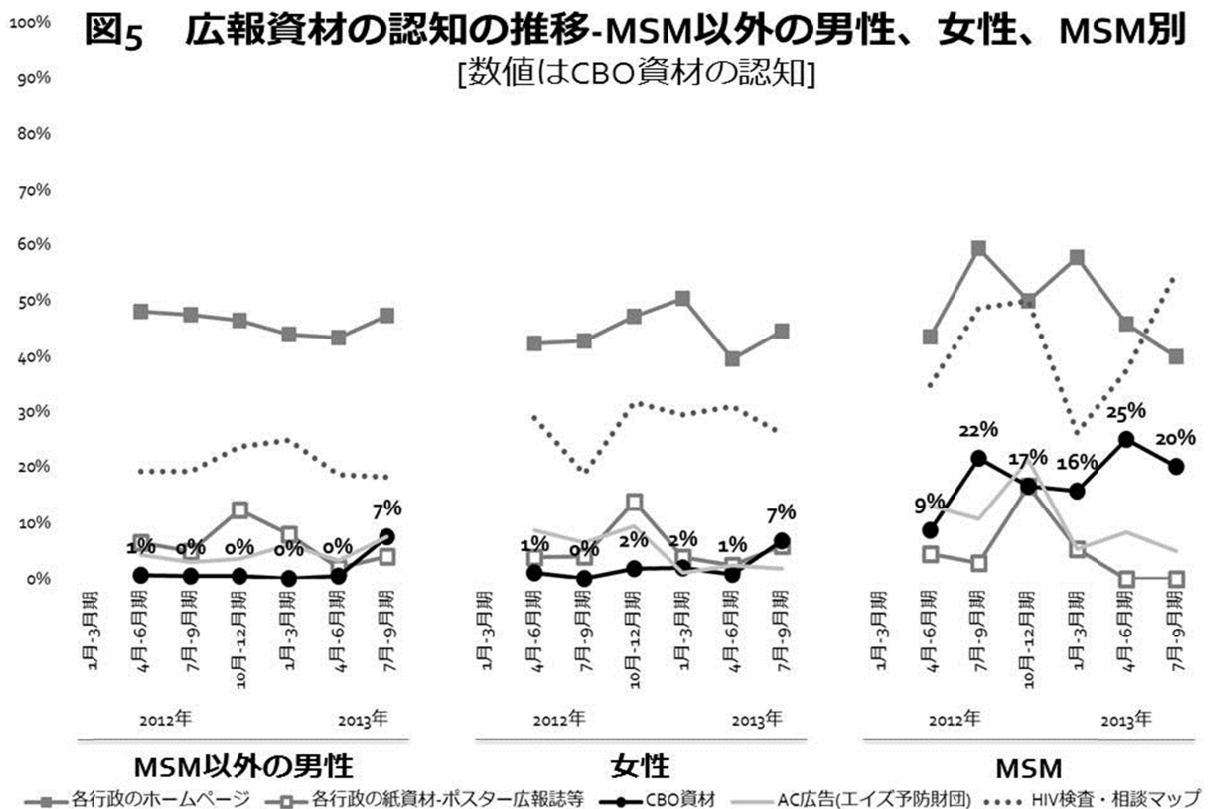 図5 広報資材の認知の推移-MSM以外の男性、女性、MSM別
[数値はCBO資材の認知]
100%
90%
80%
70%
60%
50%
40%
30%
20%
10%
0%
1% 0% 0% 0% 0% 7%
1% 0% 2% 2% 1% 7%
9% 22% 17% 16% 25% 20%
1月-3月期 4月-6月期 7月-9月期 10月-12月期 1月-3月期 4月-6月期 7月-9月期
1月-3月期 4月-6月期 7月-9月期 10月-12月期 1月-3月期 4月-6月期 7月-9月期
1月-3月期 4月-6月期 7月-9月期 10月-12月期 1月-3月期 4月-6月期 7月-9月期
2012年 2013年 2012年 2013年 2012年 2013年
MSM以外の男性 女性 MSM
各行政のホームページ 各行政の紙資材-ポスター広報誌等 CBO資材 AC広告(エイズ予防財団) HIV検査・相談マップ